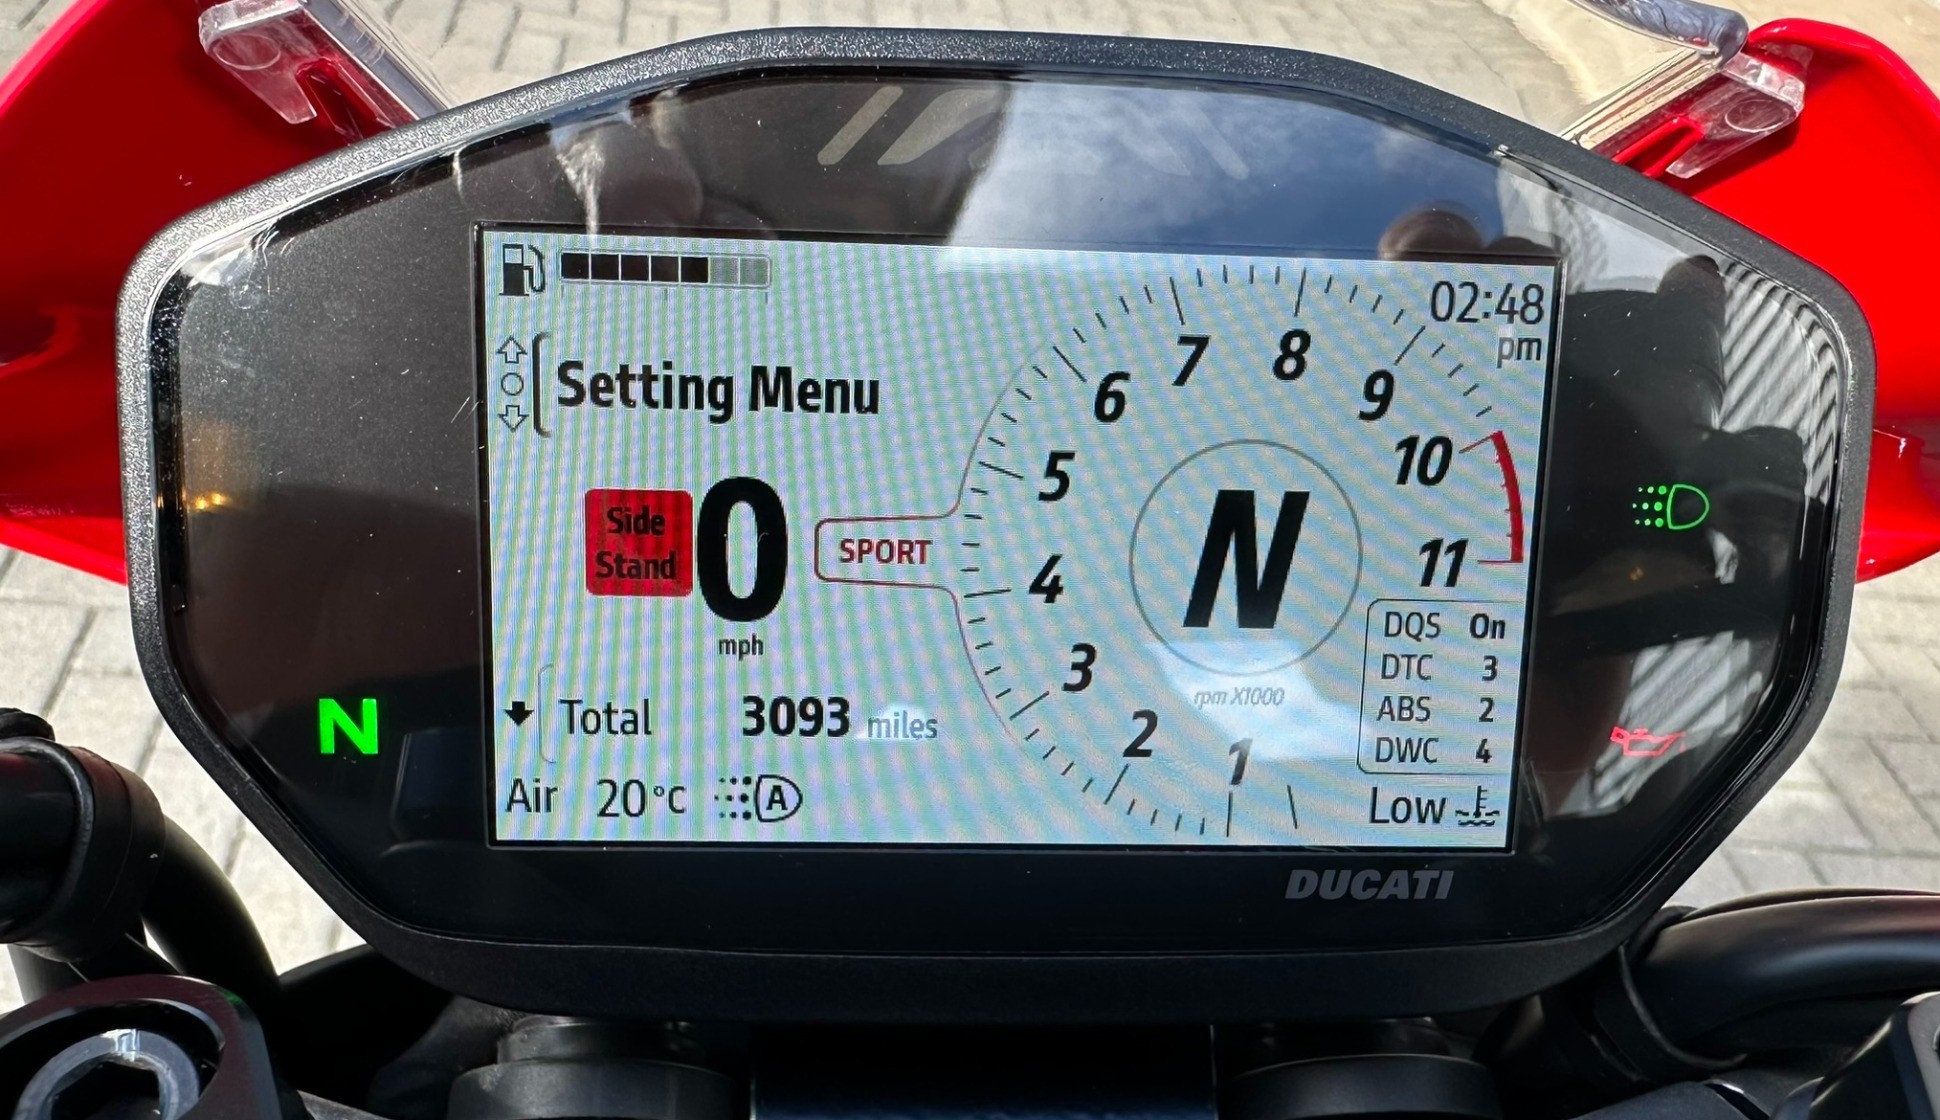 02:48
pm
Setting Menu
Side
Stand
0
mph
SPORT
1
2
3
4
5
6
7
8
9
10
11
N
rpm X1000
DQS On
DTC 3
ABS 2
DWC 4
N
Total 3093 miles
Air 20°C A
Low
DUCATI